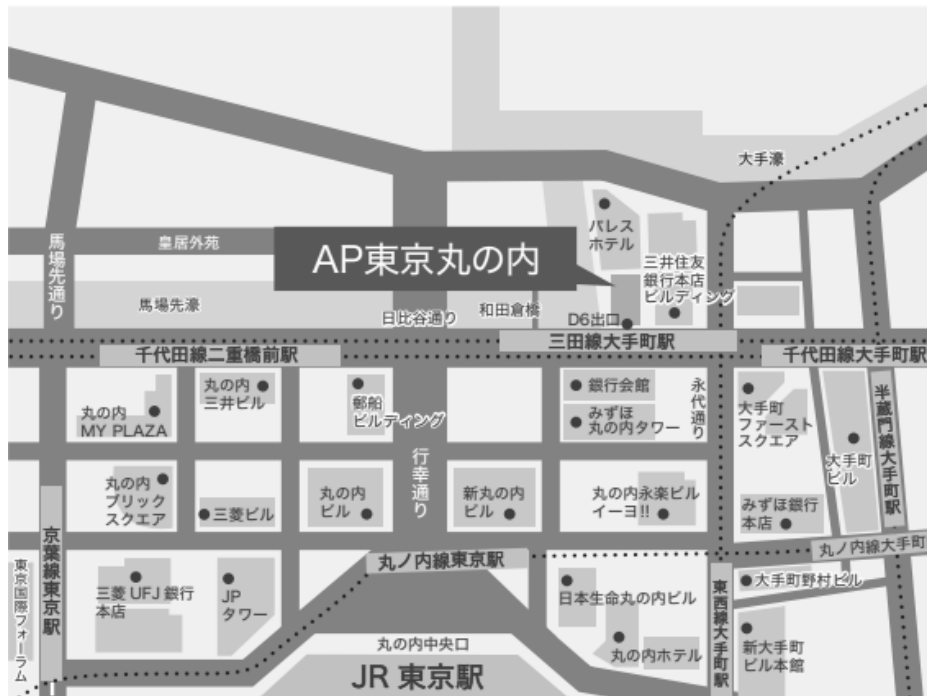 大手濠
パレス
ホテル
馬場先通り
皇居外苑
AP東京丸の内
三井住友
銀行本店
ビルディング
馬場先濠
日比谷通り
和田倉橋
D6出口
千代田線二重橋前駅
三田線大手町駅
千代田線大手町駅
丸の内
三井ビル
郵船
ビルディング
銀行会館
永代通り
丸の内
MY PLAZA
みずほ
丸の内タワー
大手町
ファースト
スクエア
半蔵門線大手町駅
大手町
ビル
行幸通り
丸の内
ブリック
スクエア
三菱ビル
丸の内
ビル
新丸の内
ビル
丸の内永楽ビル
イーヨ!!
みずほ銀行
本店
京葉線東京駅
丸ノ内線東京駅
丸ノ内線大手町
東京国際フォーラム
三菱UFJ銀行
本店
JP
タワー
日本生命丸の内ビル
東西線大手町駅
大手町野村ビル
丸の内中央口
丸の内ホテル
新大手町
ビル本館
JR 東京駅